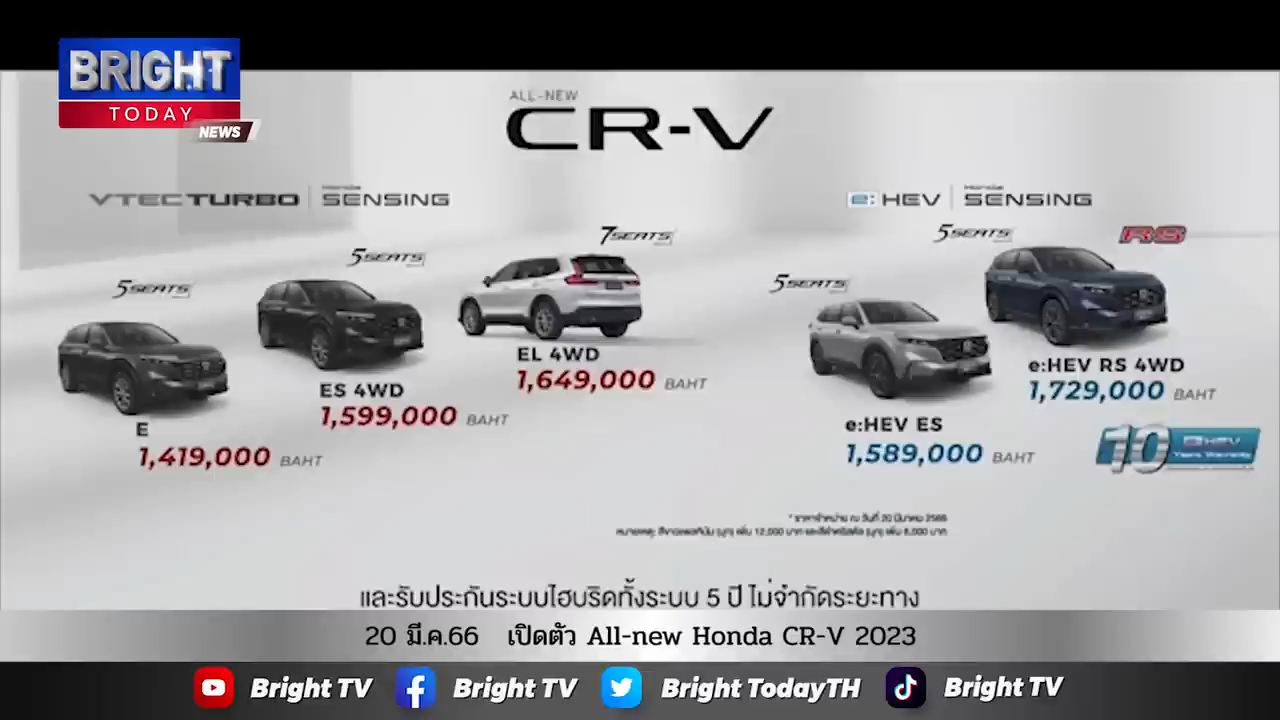 BRIGHT
TODAY
NEWS
ALL-NEW
CR-V
VTEC TURBO | Honda SENSING
e:HEV | Honda SENSING
5SEATS
5SEATS
7SEATS
5SEATS
5SEATS
RS
E
1,419,000 BAHT
ES 4WD
1,599,000 BAHT
EL 4WD
1,649,000 BAHT
e:HEV ES
1,589,000 BAHT
e:HEV RS 4WD
1,729,000 BAHT
10 e:HEV
Years Warranty
และรับประกันระบบไฮบริดทั้งระบบ 5 ปี ไม่จำกัดระยะทาง
20 มี.ค.66 เปิดตัว All-new Honda CR-V 2023
Bright TV
Bright TV
Bright TodayTH
Bright TV